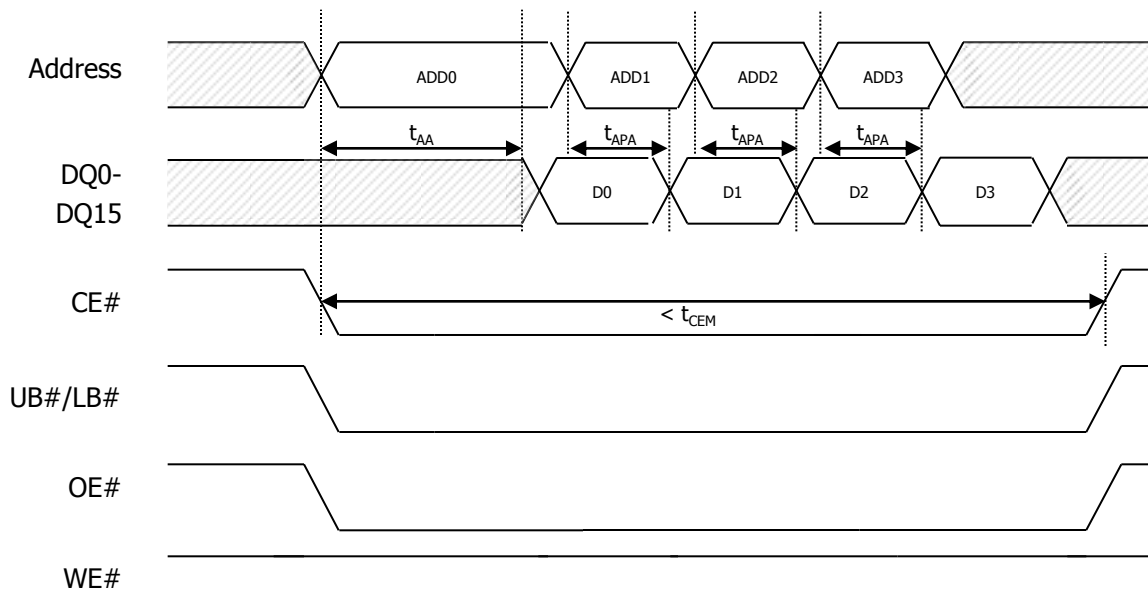 Address
ADD0 ADD1 ADD2 ADD3
tAA tAPA tAPA tAPA
DQ0-
DQ15
D0 D1 D2 D3
CE#
< tCEM
UB#/LB#
OE#
WE#